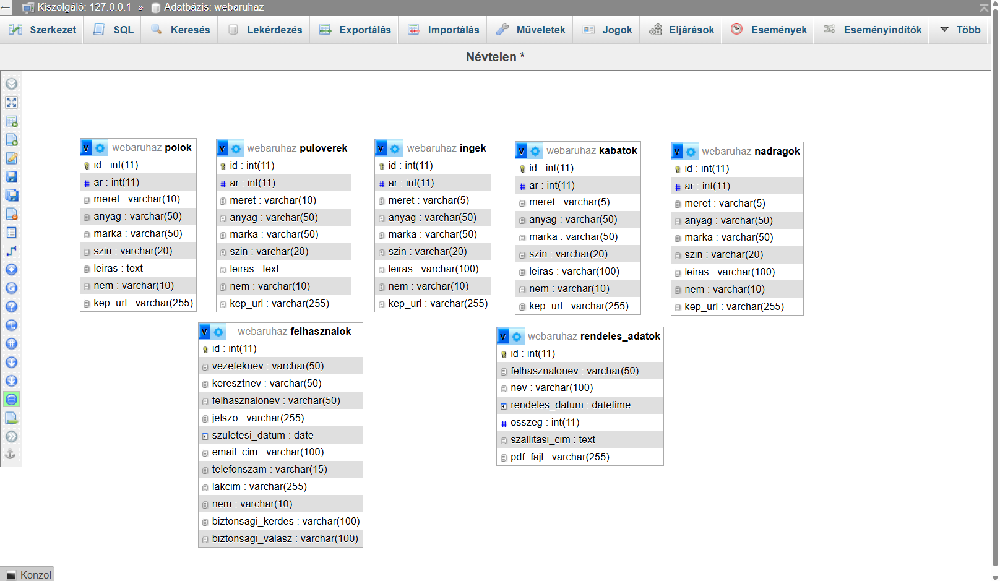 Kiszolgáló: 127.0.0.1 » Adatbázis: webaruhaz
Szerkezet SQL Keresés Lekérdezés Exportálás Importálás Műveletek Jogok Eljárások Események Eseményindítók Több
Névtelen *
v webaruhaz polok
id : int(11)
ar : int(11)
meret : varchar(10)
anyag : varchar(50)
marka : varchar(50)
szin : varchar(20)
leiras : text
nem : varchar(10)
kep_url : varchar(255)
v webaruhaz puloverek
id : int(11)
ar : int(11)
meret : varchar(10)
anyag : varchar(50)
marka : varchar(50)
szin : varchar(20)
leiras : text
nem : varchar(10)
kep_url : varchar(255)
v webaruhaz ingek
id : int(11)
ar : int(11)
meret : varchar(5)
anyag : varchar(50)
marka : varchar(50)
szin : varchar(20)
leiras : varchar(100)
nem : varchar(10)
kep_url : varchar(255)
v webaruhaz kabatok
id : int(11)
ar : int(11)
meret : varchar(5)
anyag : varchar(50)
marka : varchar(50)
szin : varchar(20)
leiras : varchar(100)
nem : varchar(10)
kep_url : varchar(255)
v webaruhaz nadragok
id : int(11)
ar : int(11)
meret : varchar(5)
anyag : varchar(50)
marka : varchar(50)
szin : varchar(20)
leiras : varchar(100)
nem : varchar(10)
kep_url : varchar(255)
v webaruhaz felhasznalok
id : int(11)
vezeteknev : varchar(50)
keresztnev : varchar(50)
felhasznalonev : varchar(50)
jelszo : varchar(255)
szuletesi_datum : date
email_cim : varchar(100)
telefonszam : varchar(15)
lakcim : varchar(255)
nem : varchar(10)
biztonsagi_kerdes : varchar(100)
biztonsagi_valasz : varchar(100)
v webaruhaz rendeles_adatok
id : int(11)
felhasznalonev : varchar(50)
nev : varchar(100)
rendeles_datum : datetime
osszeg : int(11)
szallitasi_cim : text
pdf_fajl : varchar(255)
Konzol